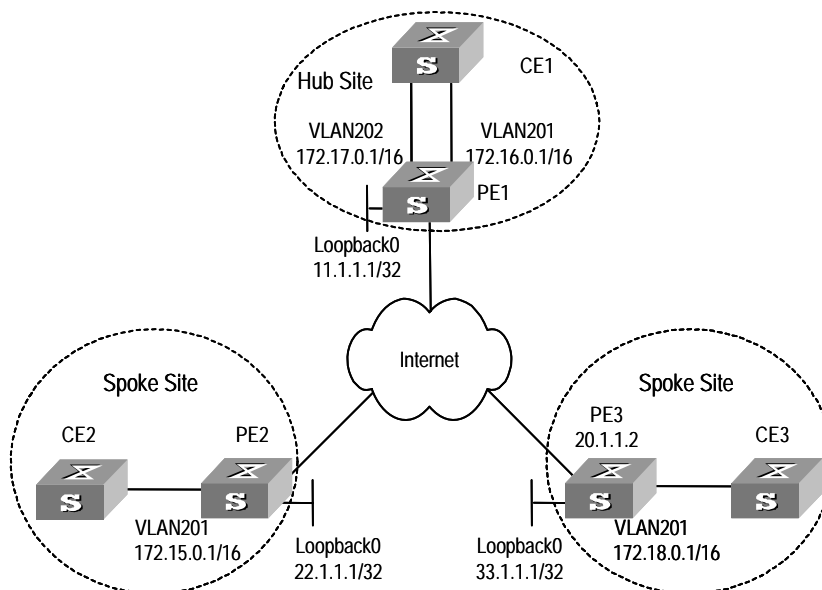 CE1
S
Hub Site
VLAN202
172.17.0.1/16
VLAN201
172.16.0.1/16
S
PE1
Loopback0
11.1.1.1/32
Internet
Spoke Site
CE2
PE2
S
S
VLAN201
172.15.0.1/16
Loopback0
22.1.1.1/32
Spoke Site
PE3
20.1.1.2
CE3
S
S
VLAN201
172.18.0.1/16
Loopback0
33.1.1.1/32